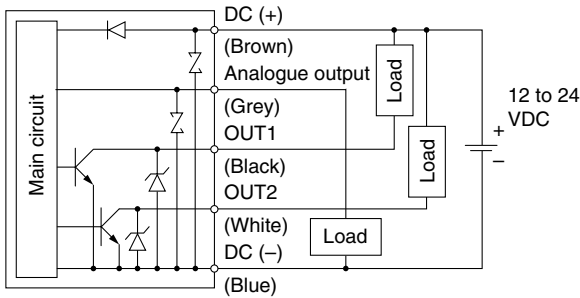 DC (+)
(Brown)
Analogue output
(Grey)
OUT1
(Black)
OUT2
(White)
DC (–)
(Blue)
Main circuit
Load
Load
Load
12 to 24
VDC
+
–